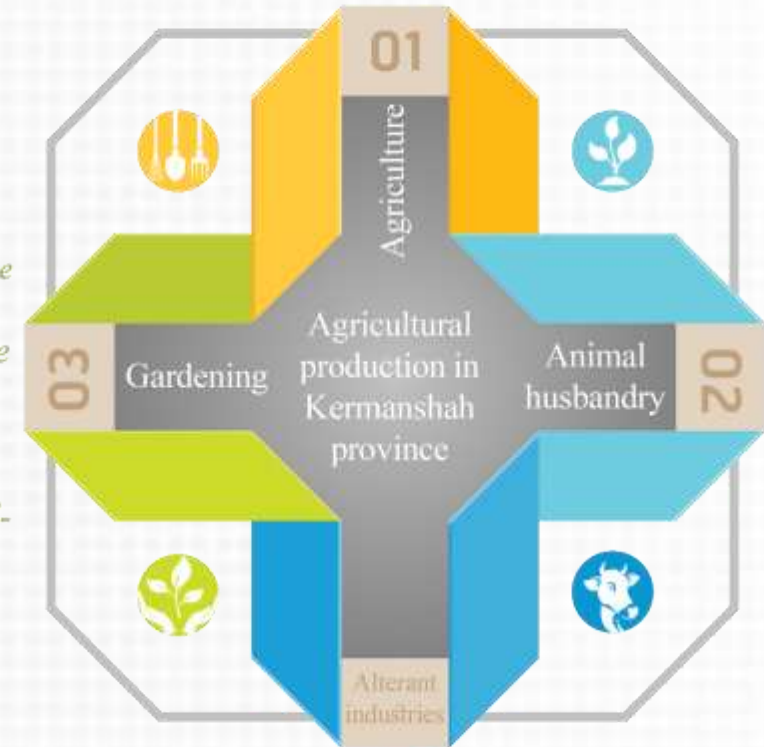 01
Agriculture
Agricultural
production in
Kermanshah
province
Animal
husbandry
02
03
Gardening
Alterant
industries
e
e